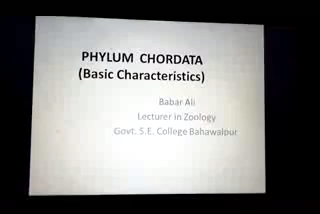 PHYLUM CHORDATA
(Basic Characteristics)
Babar Ali
Lecturer in Zoology
Govt. S.E. College Bahawalpur